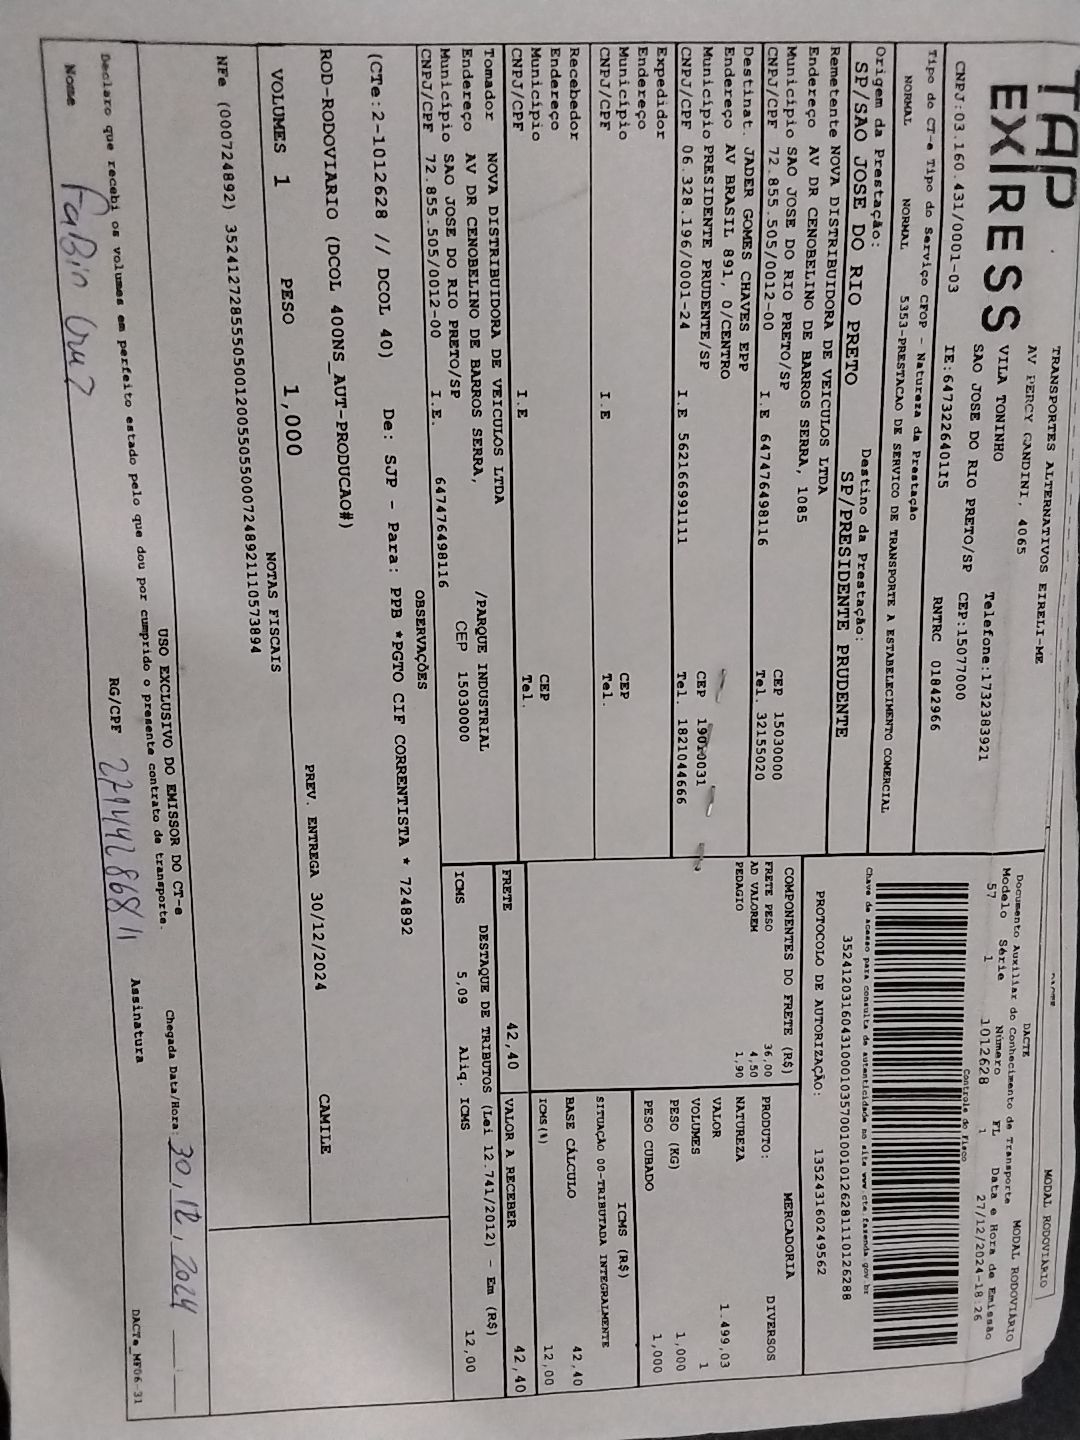 TAP
EXPRESS
TRANSPORTES ALTERNATIVOS EIRELI-ME
AV PERCY GANDINI, 4065
VILA TONINHO Telefone:1732383921
SAO JOSE DO RIO PRETO/SP CEP:15077000
CNPJ:03.160.431/0001-03 IE:647322640115 RNTRC 01842966
Tipo do CT-e Tipo do Serviço CFOP - Natureza da Prestação
NORMAL NORMAL 5353-PRESTACAO DE SERVICO DE TRANSPORTE A ESTABELECIMENTO COMERCIAL
Origem da Prestação: Destino da Prestação:
SP/SAO JOSE DO RIO PRETO SP/PRESIDENTE PRUDENTE
Remetente NOVA DISTRIBUIDORA DE VEICULOS LTDA
Endereço AV DR CENOBELINO DE BARROS SERRA, 1085
Município SAO JOSE DO RIO PRETO/SP CEP 15030000
CNPJ/CPF 72.855.505/0012-00 I.E 647476498116 Tel. 32155020
Destinat. JADER GOMES CHAVES EPP
Endereço AV BRASIL 891, 0/CENTRO
Município PRESIDENTE PRUDENTE/SP CEP 19010031
CNPJ/CPF 06.328.196/0001-24 I.E 562166991111 Tel. 1821044666
Expedidor
Endereço
Município CEP
CNPJ/CPF I.E Tel.
Recebedor
Endereço
Município CEP
CNPJ/CPF I.E Tel.
Tomador NOVA DISTRIBUIDORA DE VEICULOS LTDA
Endereço AV DR CENOBELINO DE BARROS SERRA, /PARQUE INDUSTRIAL
Município SAO JOSE DO RIO PRETO/SP CEP 15030000
CNPJ/CPF 72.855.505/0012-00 I.E. 647476498116
MODAL RODOVIÁRIO
DACTE
Documento Auxiliar do Conhecimento de Transporte MODAL RODOVIÁRIO
Modelo Série Número FL Data e Hora de Emissão
57 1 1012628 1 27/12/2024-18:26
Controle do Fisco
Chave de acesso para consulta de autenticidade no site www.cte.fazenda.gov.br
35241203160431000103570010010126281110126288
PROTOCOLO DE AUTORIZAÇÃO: 135243160249562
COMPONENTES DO FRETE (R$)
FRETE PESO 36,00
AD VALOREM 4,50
PEDAGIO 1,90
MERCADORIA
PRODUTO: DIVERSOS
NATUREZA
VALOR 1.499,03
VOLUMES 1
PESO (KG) 1,000
PESO CUBADO 1,000
ICMS (R$)
SITUAÇÃO 00-TRIBUTADA INTEGRALMENTE
BASE CÁLCULO 42,40
ICMS(%) 12,00
FRETE 42,40 VALOR A RECEBER 42,40
DESTAQUE DE TRIBUTOS (Lei 12.741/2012) - Em (R$)
ICMS 5,09 Aliq. ICMS 12,00
OBSERVAÇÕES
(CTe:2-1012628 // DCOL 40) De: SJP - Para: PPB *PGTO CIF CORRENTISTA * 724892
ROD-RODOVIARIO (DCOL 400NS_AUT-PRODUCAO#)
PREV. ENTREGA 30/12/2024 CAMILE
VOLUMES 1 PESO 1,000 NOTAS FISCAIS
NFe (000724892) 35241272855505001200550550007248921110573894
USO EXCLUSIVO DO EMISSOR DO CT-e
Declaro que recebi os volumes em perfeito estado pelo que dou por cumprido o presente contrato de transporte.
Chegada Data/Hora: 30,12,2024
Nome Fabio RG/CPF Assinatura
DACTe_MF06-31